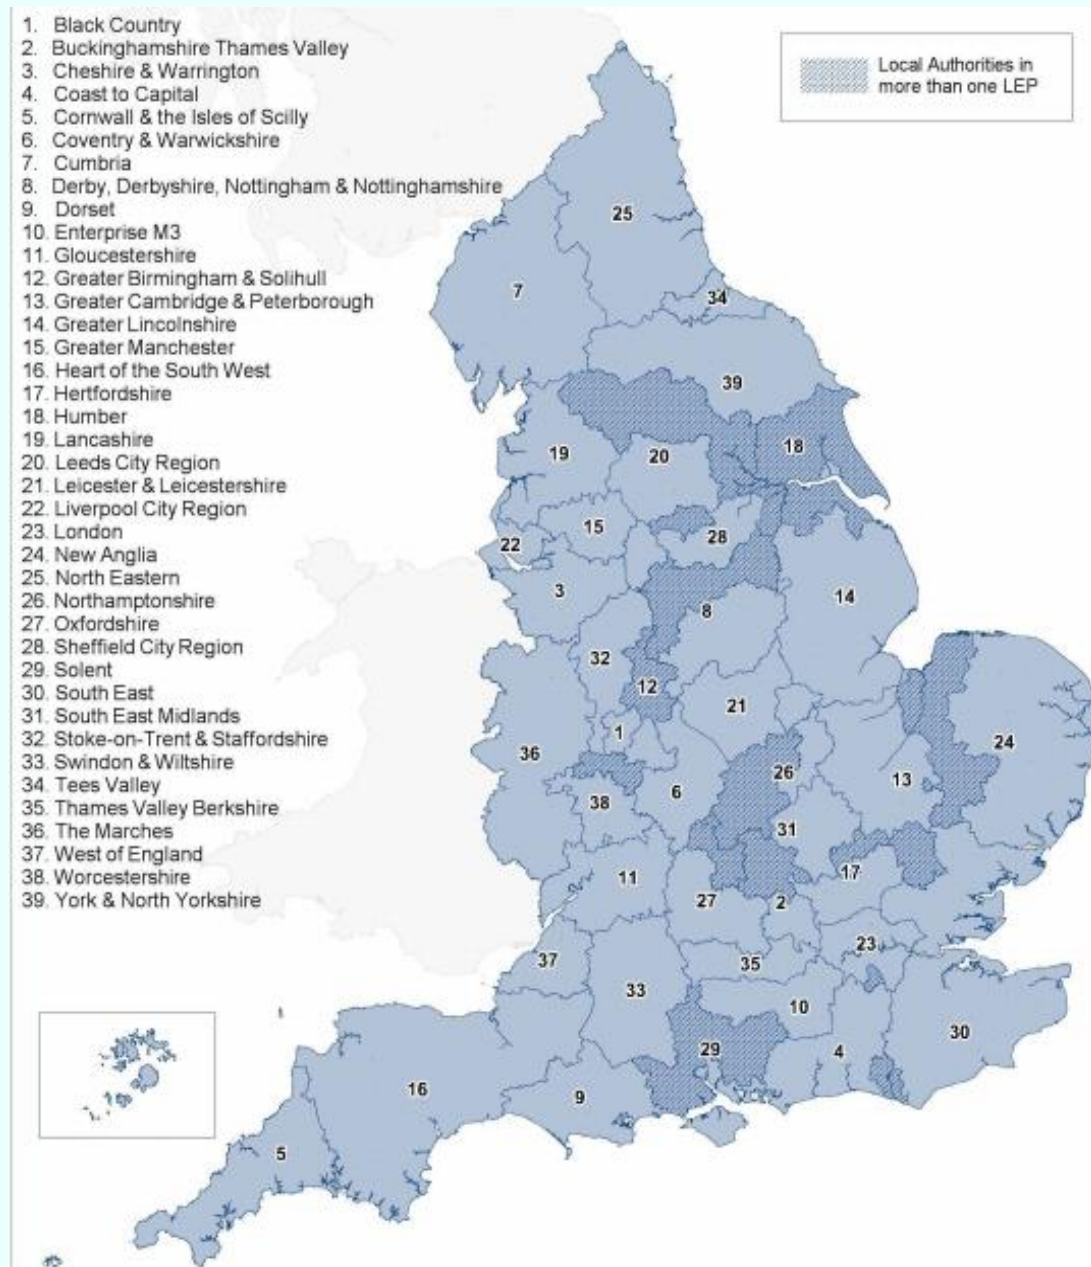 1. Black Country
2. Buckinghamshire Thames Valley
3. Cheshire & Warrington
4. Coast to Capital
5. Cornwall & the Isles of Scilly
6. Coventry & Warwickshire
7. Cumbria
8. Derby, Derbyshire, Nottingham & Nottinghamshire
9. Dorset
10. Enterprise M3
11. Gloucestershire
12. Greater Birmingham & Solihull
13. Greater Cambridge & Peterborough
14. Greater Lincolnshire
15. Greater Manchester
16. Heart of the South West
17. Hertfordshire
18. Humber
19. Lancashire
20. Leeds City Region
21. Leicester & Leicestershire
22. Liverpool City Region
23. London
24. New Anglia
25. North Eastern
26. Northamptonshire
27. Oxfordshire
28. Sheffield City Region
29. Solent
30. South East
31. South East Midlands
32. Stoke-on-Trent & Staffordshire
33. Swindon & Wiltshire
34. Tees Valley
35. Thames Valley Berkshire
36. The Marches
37. West of England
38. Worcestershire
39. York & North Yorkshire
Local Authorities in
more than one LEP
25
7
34
39
18
19
20
15
28
22
3
14
8
32
12
21
1
36
24
26
13
6
38
31
17
11
27
2
23
37
35
33
10
30
29
4
16
9
5